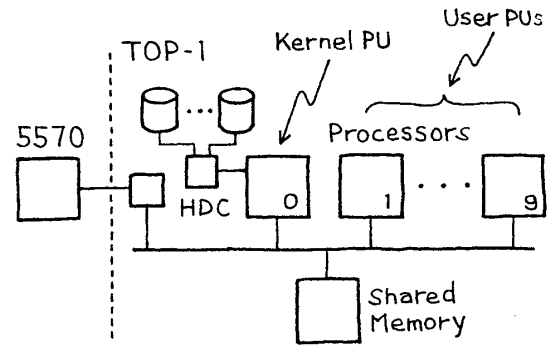 User PUs
TOP-1
Kernel PU
5570
Processors
HDC
0
1
9
Shared
Memory